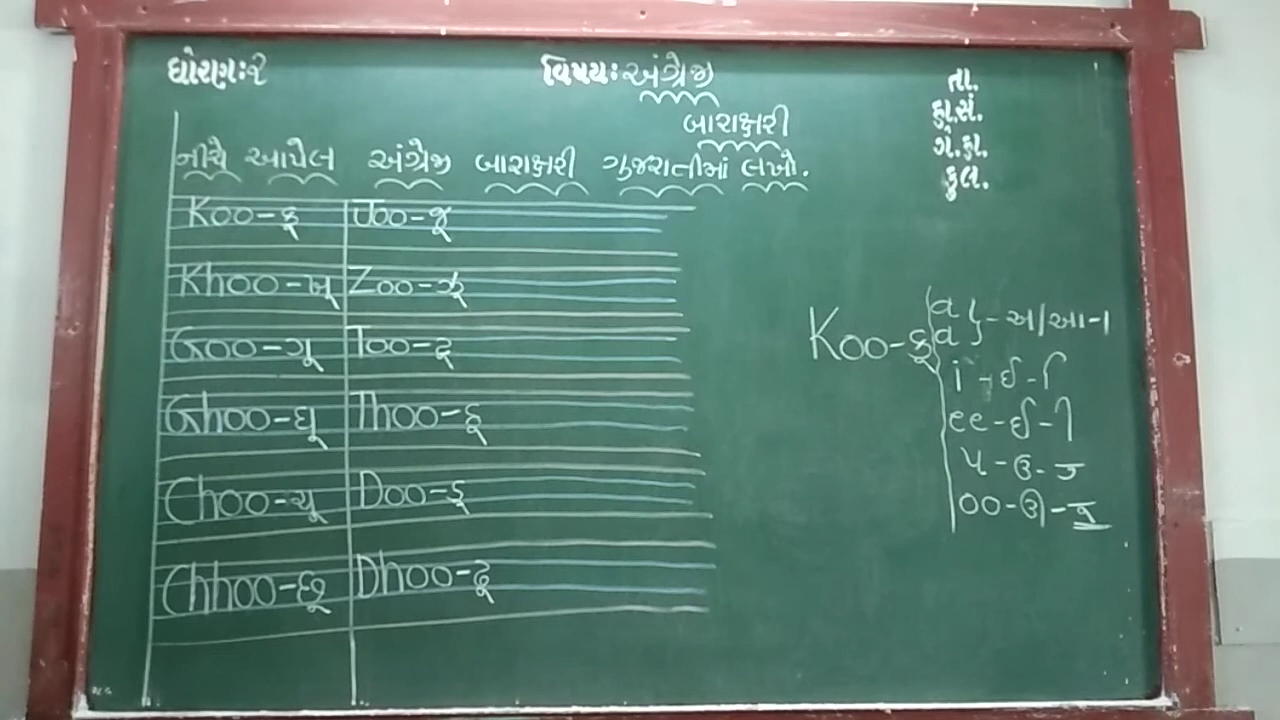 ધોરણ:૨ વિષય: અંગ્રેજી
તા.
બારાક્ષરી
હા.સં.
ગે.હા.
કુલ.
નીચે આપેલ અંગ્રેજી બારાક્ષરી ગુજરાતીમાં લખો.
Koo-કૂ Joo-જૂ
Khoo-ખૂ Zoo-ઝૂ
Goo-ગૂ Too-ટૂ
Ghoo-ઘૂ Thoo-ઠૂ
Choo-ચૂ Doo-ડૂ
Chhoo-છૂ Dhoo-ઢૂ
Koo-કૂ
a
a } - અ/આ-ા
i - ઈ - િ
ee - ઈ - ી
u - ઉ - ુ
oo - ઊ - ૂ